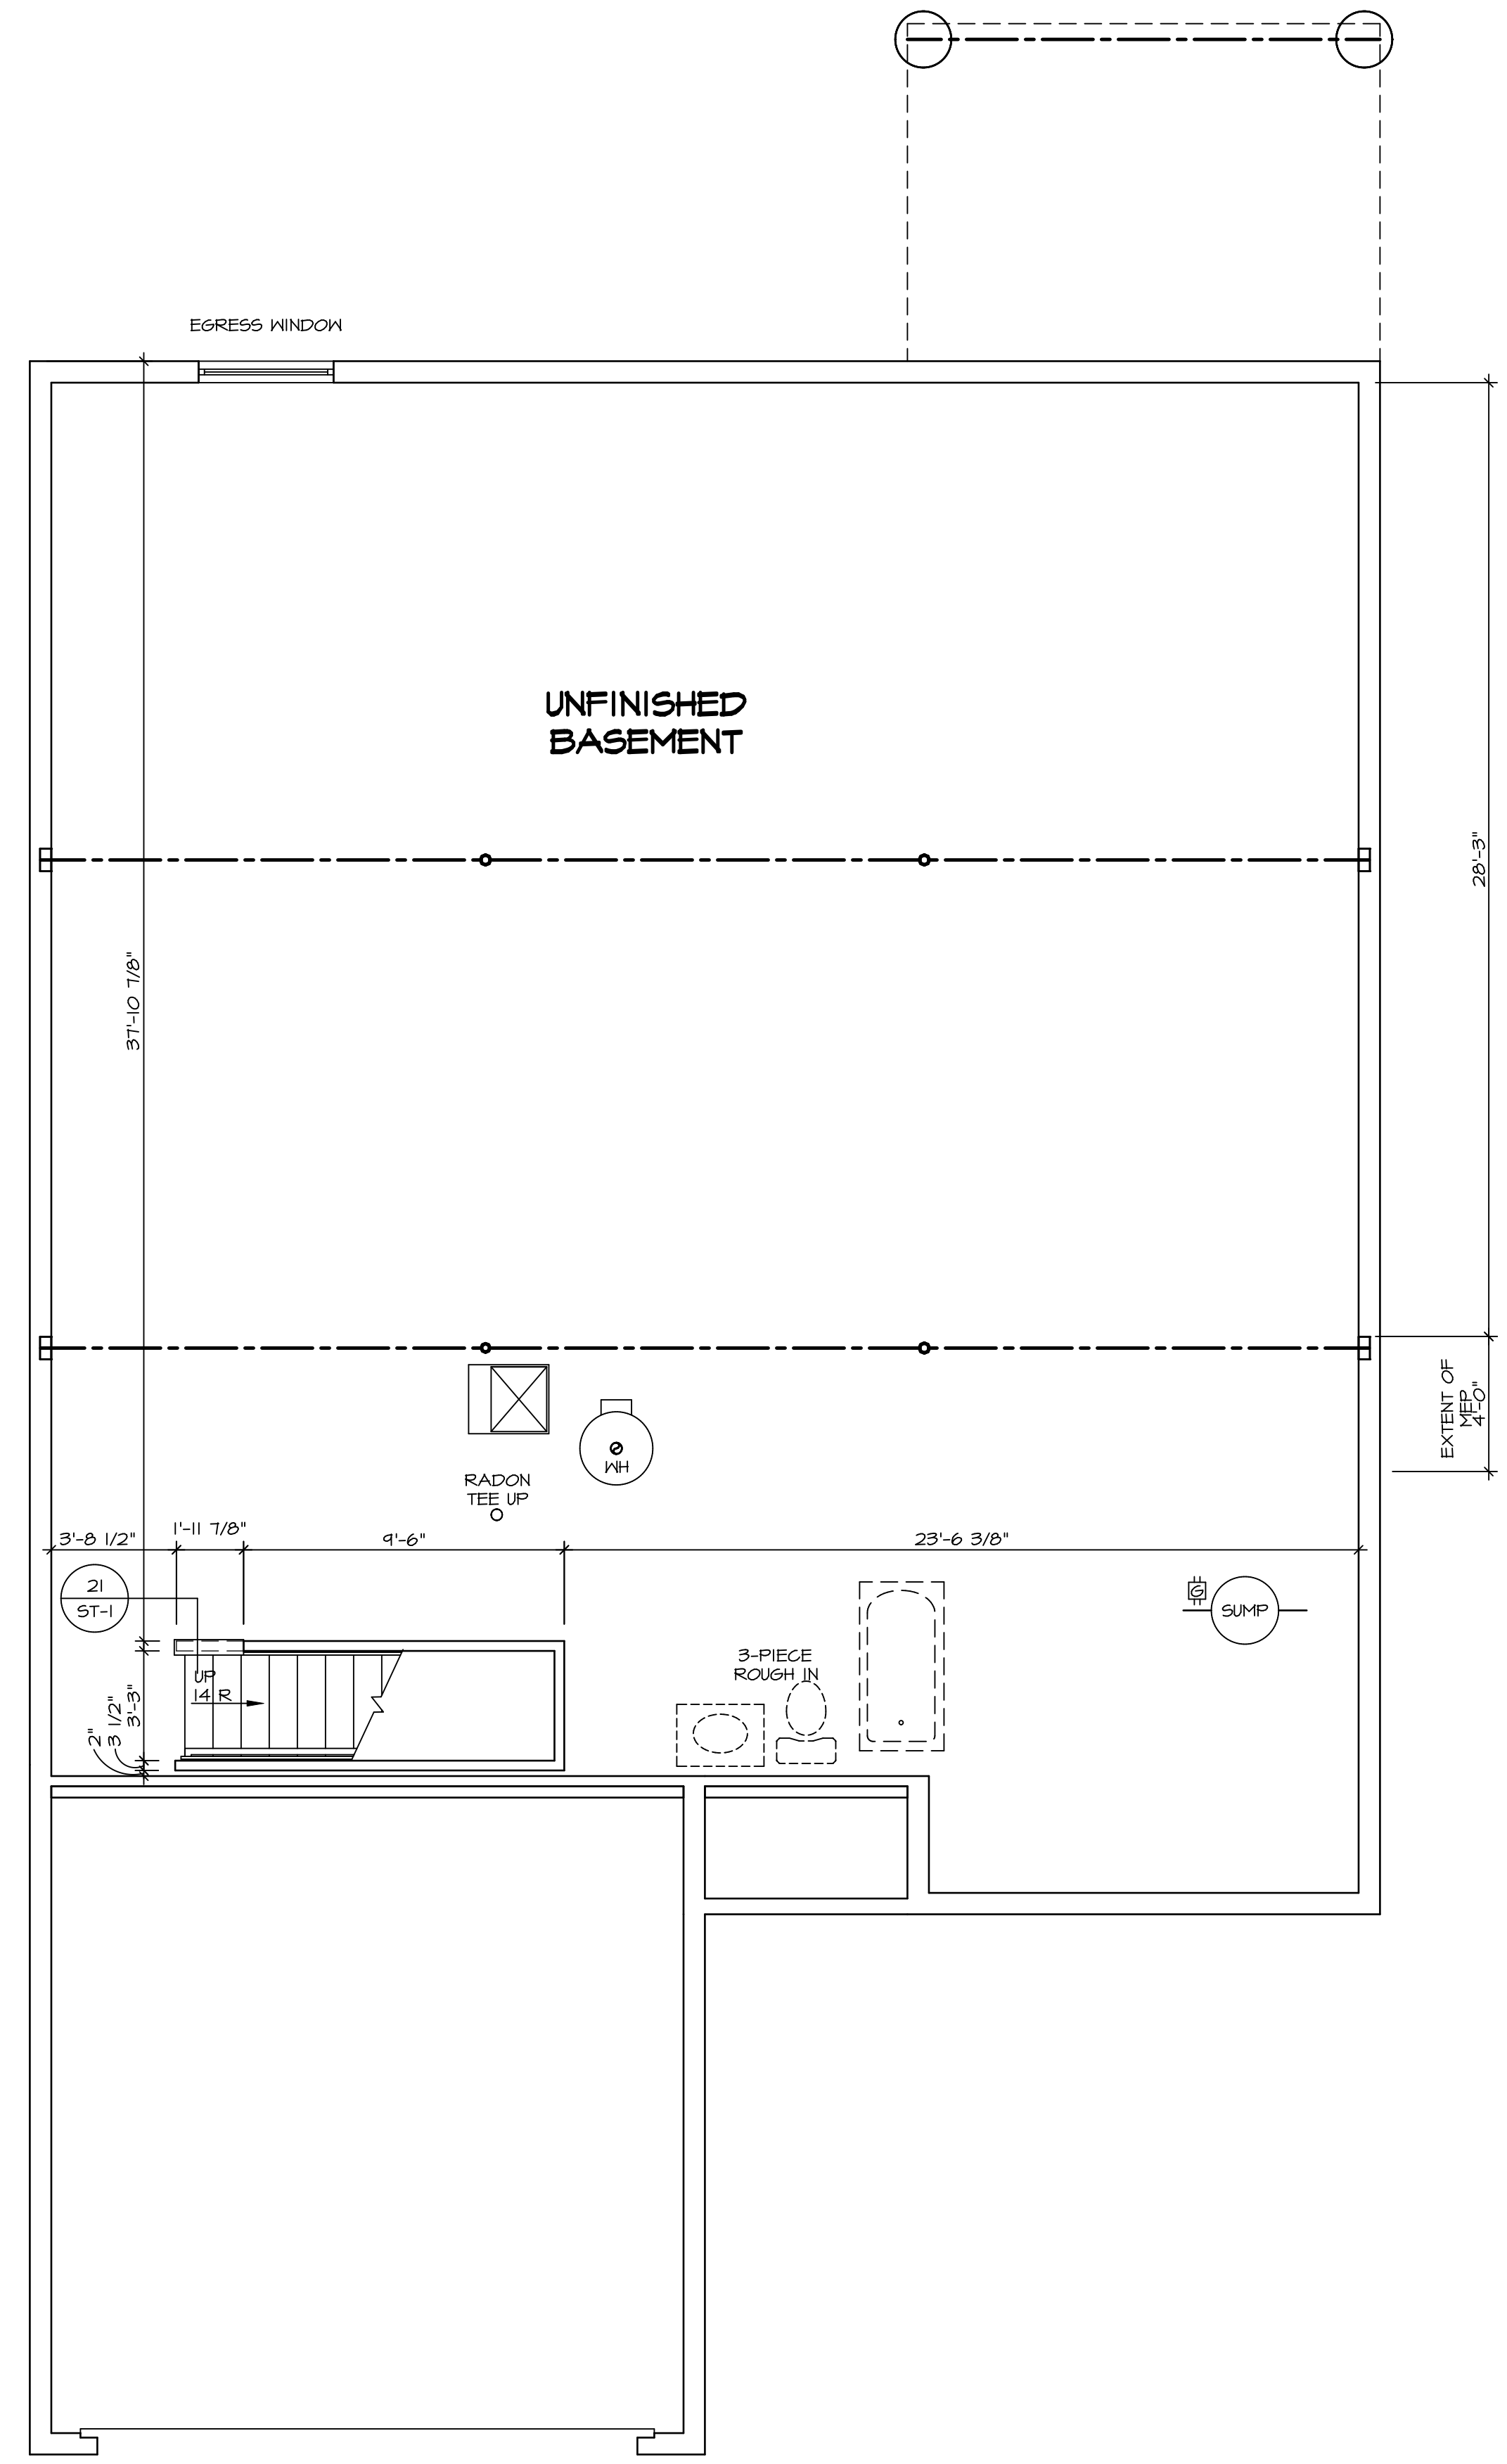 EGRESS WINDOW
UNFINISHED
BASEMENT
28'-3"
37'-10 7/8"
EXTENT OF
MEP
4'-0"
WH
RADON
TEE UP
3'-8 1/2"
1'-11 7/8"
9'-6"
23'-6 3/8"
21
ST-1
G
SUMP
3-PIECE
ROUGH IN
UP
14 R
2"
3 1/2"
3'-3"